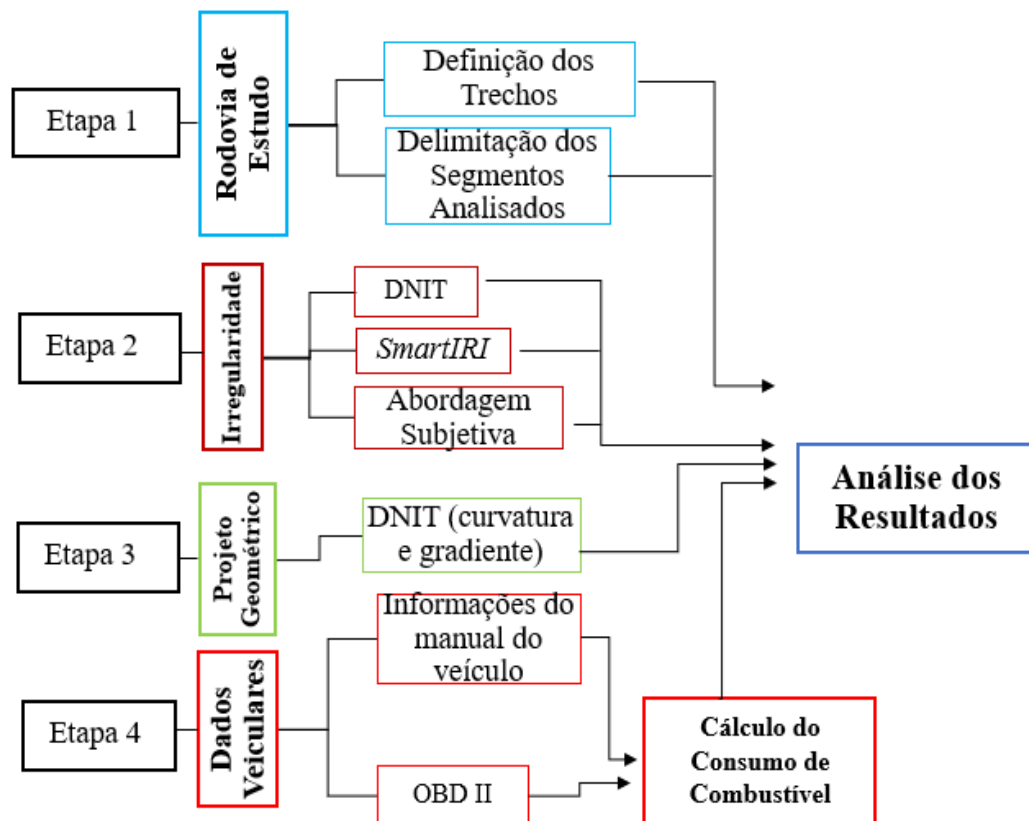 Etapa 1
Rodovia de
Estudo
Definição dos
Trechos
Delimitação dos
Segmentos
Analisados
Etapa 2
Irregularidade
DNIT
SmartIRI
Abordagem
Subjetiva
Etapa 3
Projeto
Geométrico
DNIT (curvatura
e gradiente)
Etapa 4
Dados
Veiculares
Informações do
manual do
veículo
OBD II
Cálculo do
Consumo de
Combustível
Análise dos
Resultados